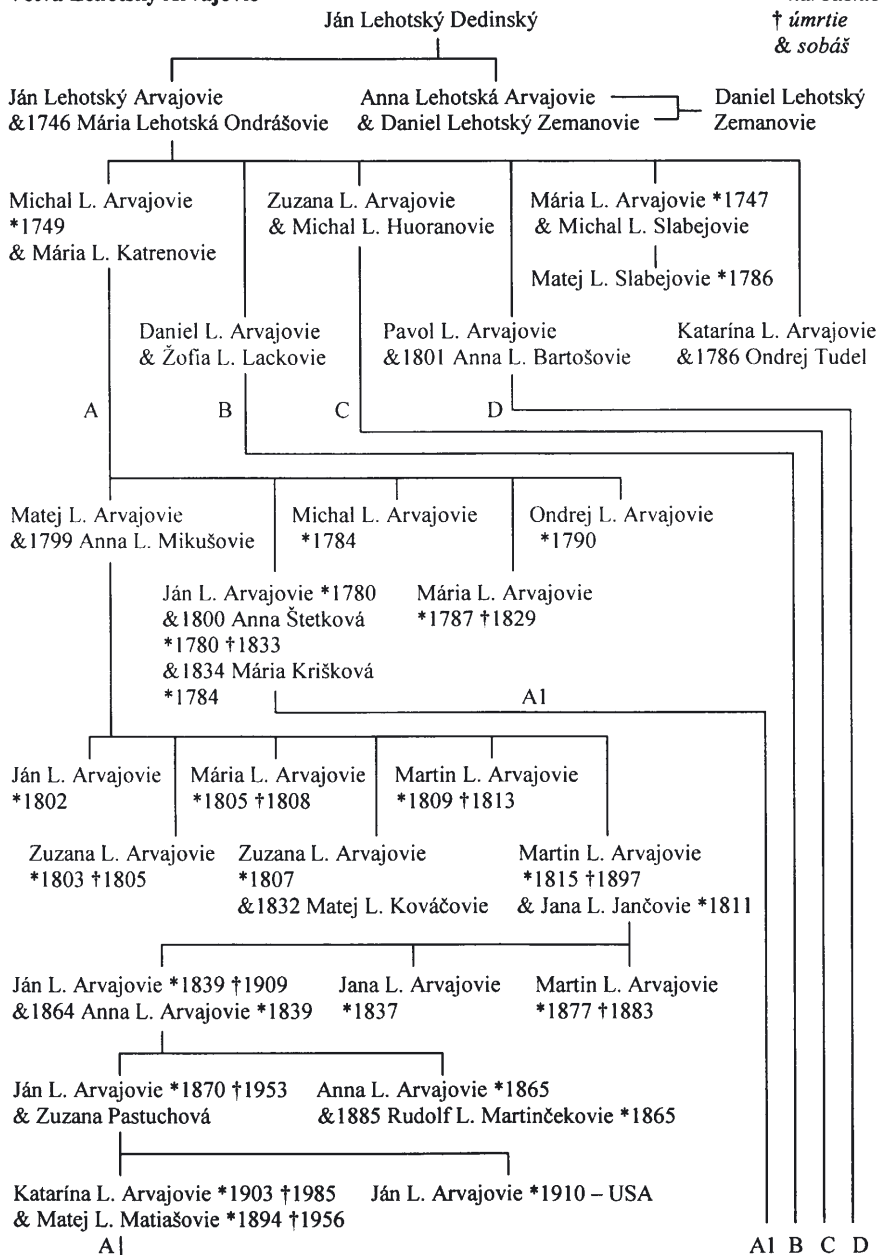 Ján Lehotský Dedinský
† úmrtie
& sobáš
Ján Lehotský Arvajovie
&1746 Mária Lehotská Ondrášovie
Anna Lehotská Arvajovie
& Daniel Lehotský Zemanovie
Daniel Lehotský
Zemanovie
Michal L. Arvajovie
*1749
& Mária L. Katrenovie
Zuzana L. Arvajovie
& Michal L. Huoranovie
Mária L. Arvajovie *1747
& Michal L. Slabejovie
Matej L. Slabejovie *1786
Daniel L. Arvajovie
& Žofia L. Lackovie
Pavol L. Arvajovie
&1801 Anna L. Bartošovie
Katarína L. Arvajovie
&1786 Ondrej Tudel
A B C D
Matej L. Arvajovie
&1799 Anna L. Mikušovie
Michal L. Arvajovie
*1784
Ondrej L. Arvajovie
*1790
Ján L. Arvajovie *1780
&1800 Anna Štetková
*1780 †1833
&1834 Mária Krišková
*1784
Mária L. Arvajovie
*1787 †1829
A1
Ján L. Arvajovie
*1802
Mária L. Arvajovie
*1805 †1808
Martin L. Arvajovie
*1809 †1813
Zuzana L. Arvajovie
*1803 †1805
Zuzana L. Arvajovie
*1807
&1832 Matej L. Kováčovie
Martin L. Arvajovie
*1815 †1897
& Jana L. Jančovie *1811
Ján L. Arvajovie *1839 †1909
&1864 Anna L. Arvajovie *1839
Jana L. Arvajovie
*1837
Martin L. Arvajovie
*1877 †1883
Ján L. Arvajovie *1870 †1953
& Zuzana Pastuchová
Anna L. Arvajovie *1865
&1885 Rudolf L. Martinčekovie *1865
Katarína L. Arvajovie *1903 †1985
& Matej L. Matiašovie *1894 †1956
Ján L. Arvajovie *1910 – USA
A A1 B C D